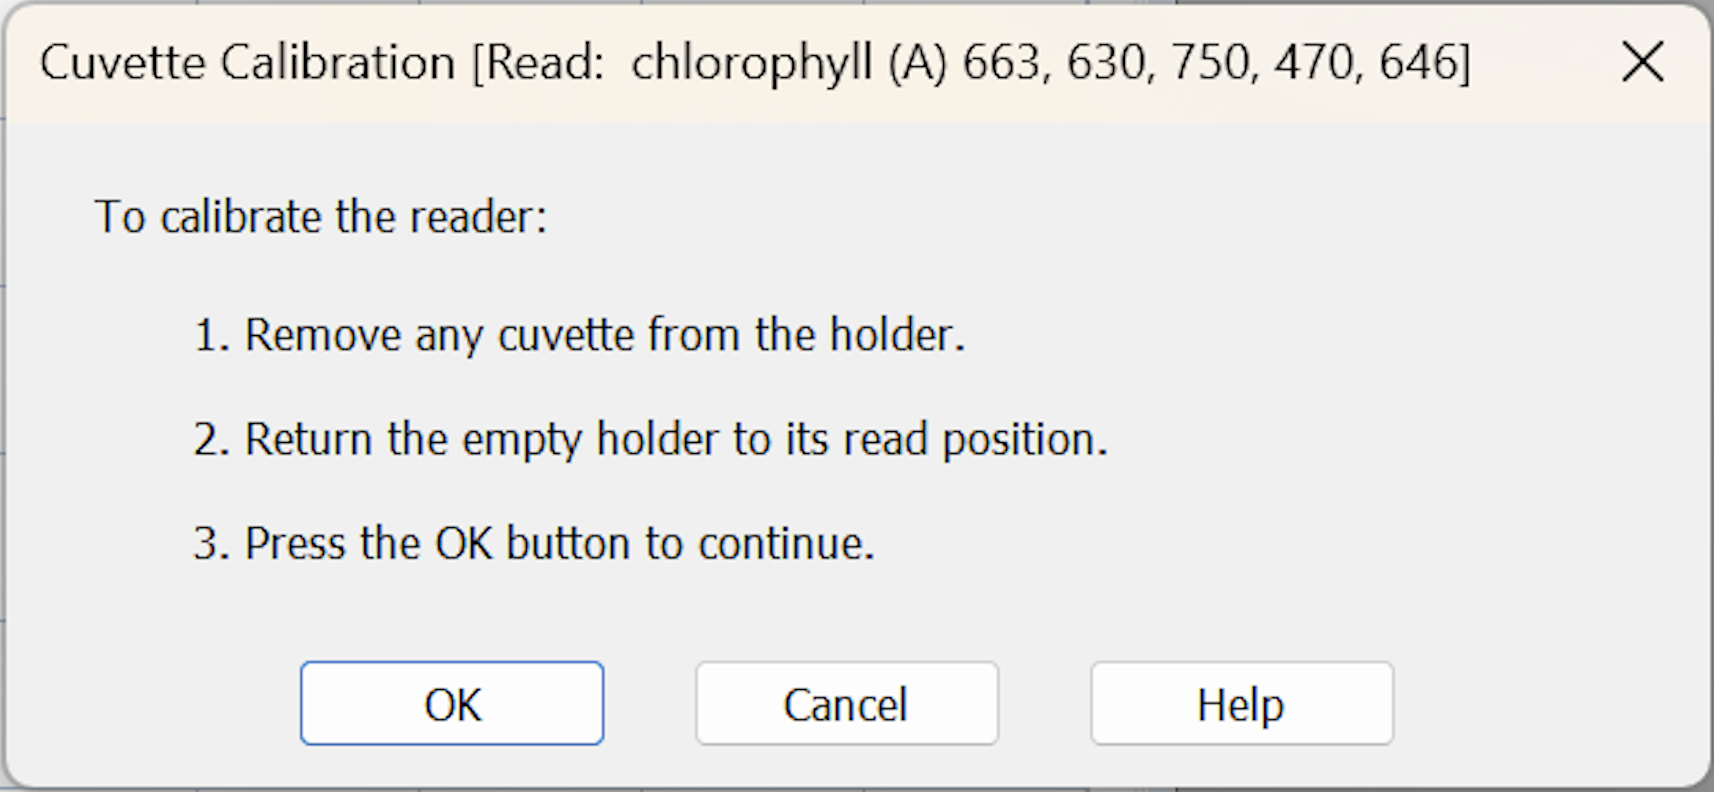 Cuvette Calibration [Read:  chlorophyll (A) 663, 630, 750, 470, 646]
To calibrate the reader:
1. Remove any cuvette from the holder.
2. Return the empty holder to its read position.
3. Press the OK button to continue.
OK Cancel Help